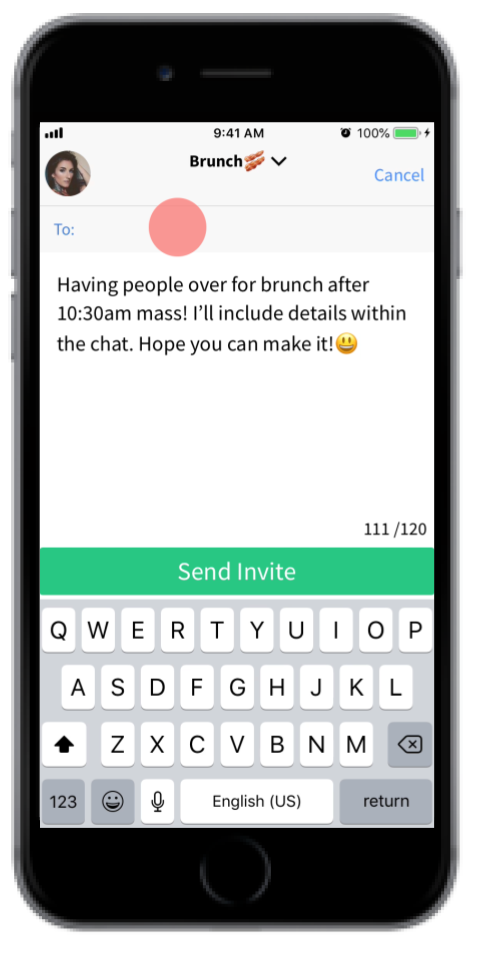 9:41 AM
100%
Brunch🥓
Cancel
To:
Having people over for brunch after
10:30am mass! I’ll include details within
the chat. Hope you can make it!😃
111 /120
Send Invite
Q W E R T Y U I O P
A S D F G H J K L
Z X C V B N M
123 English (US) return